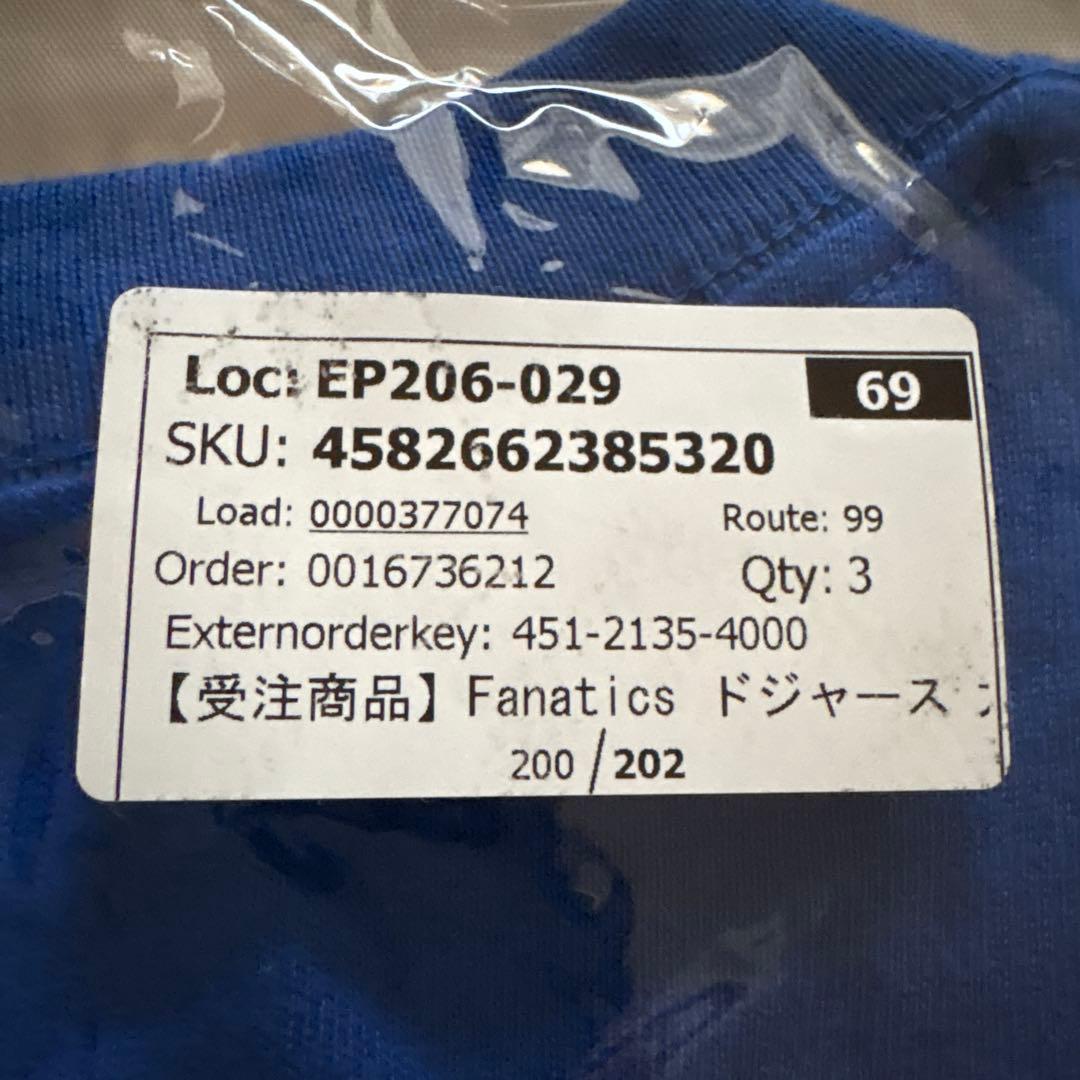 Loc: EP206-029
69
SKU: 4582662385320
Load: 0000377074
Route: 99
Order: 0016736212
Qty: 3
Externorderkey: 451-2135-4000
【受注商品】Fanatics ドジャース
200 / 202